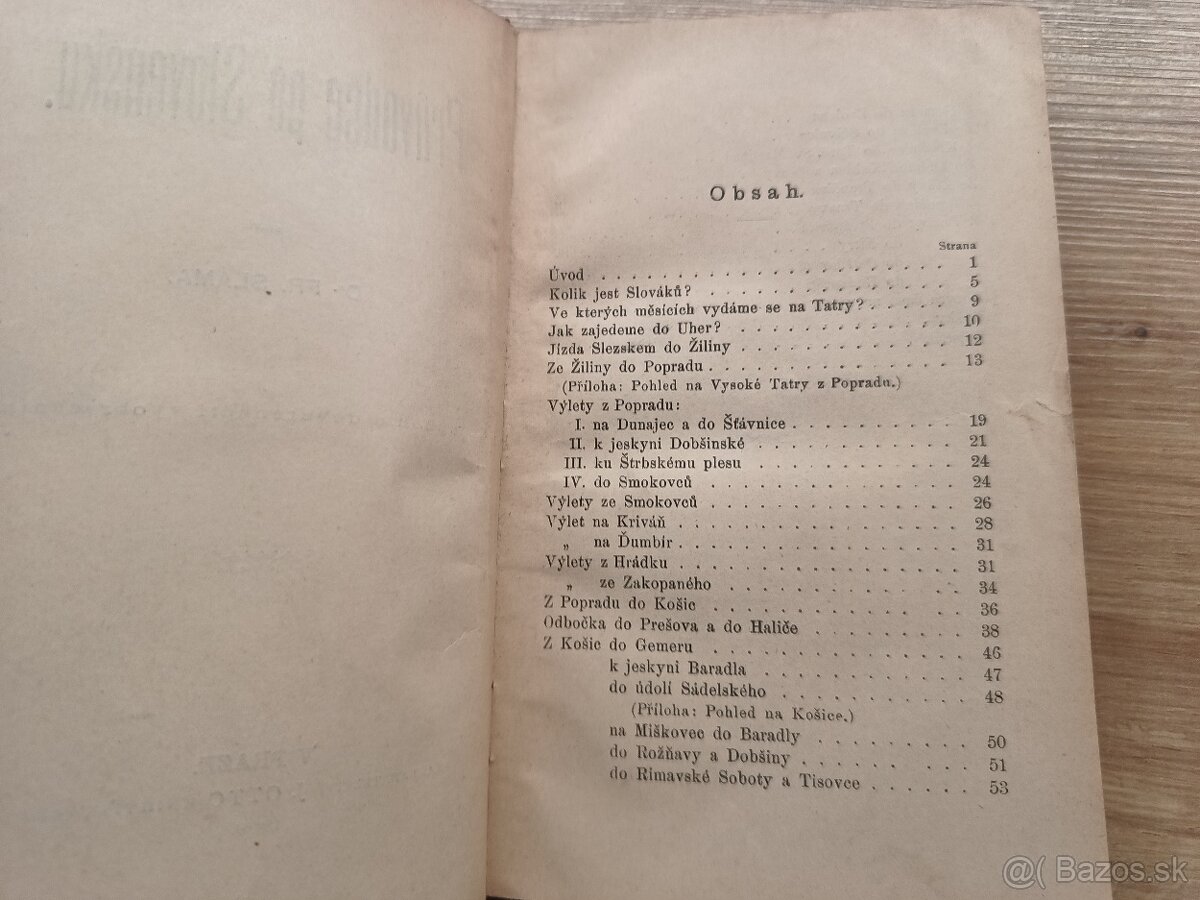 Průvodce po Slovensku.
SLÁMA.
Obsah.
Strana
Úvod . . . . . . . . . . . . . . . . . . . . 1
Kolik jest Slováků? . . . . . . . . . . . . . . 5
Ve kterých měsících vydáme se na Tatry? . . . . . 9
Jak zajedeme do Uher? . . . . . . . . . . . . . 10
Jízda Slezskem do Žiliny . . . . . . . . . . . . 12
Ze Žiliny do Popradu . . . . . . . . . . . . . . 13
(Příloha: Pohled na Vysoké Tatry z Popradu.)
Výlety z Popradu:
I. na Dunajec a do Šťávnice . . . . . . . . . . 19
II. k jeskyni Dobšinské . . . . . . . . . . . . 21
III. ku Štrbskému plesu . . . . . . . . . . . . 24
IV. do Smokovců . . . . . . . . . . . . . . . 24
Výlety ze Smokovců . . . . . . . . . . . . . . 26
Výlet na Kriváň . . . . . . . . . . . . . . . . 28
„ na Ďumbír . . . . . . . . . . . . . . . . 31
Výlety z Hrádku . . . . . . . . . . . . . . . . 31
„ ze Zakopaného . . . . . . . . . . . . . 34
Z Popradu do Košic . . . . . . . . . . . . . . 36
Odbočka do Prešova a do Haliče . . . . . . . . 38
Z Košic do Gemeru . . . . . . . . . . . . . . 46
k jeskyni Baradla . . . . . . . . . . . 47
do údolí Sádelského . . . . . . . . . . 48
(Příloha: Pohled na Košice.)
na Miškovec do Baradly . . . . . . . . 50
do Rožňavy a Dobšiny . . . . . . . . . 51
do Rimavské Soboty a Tisovce . . . . . . 53
@( Bazos.sk